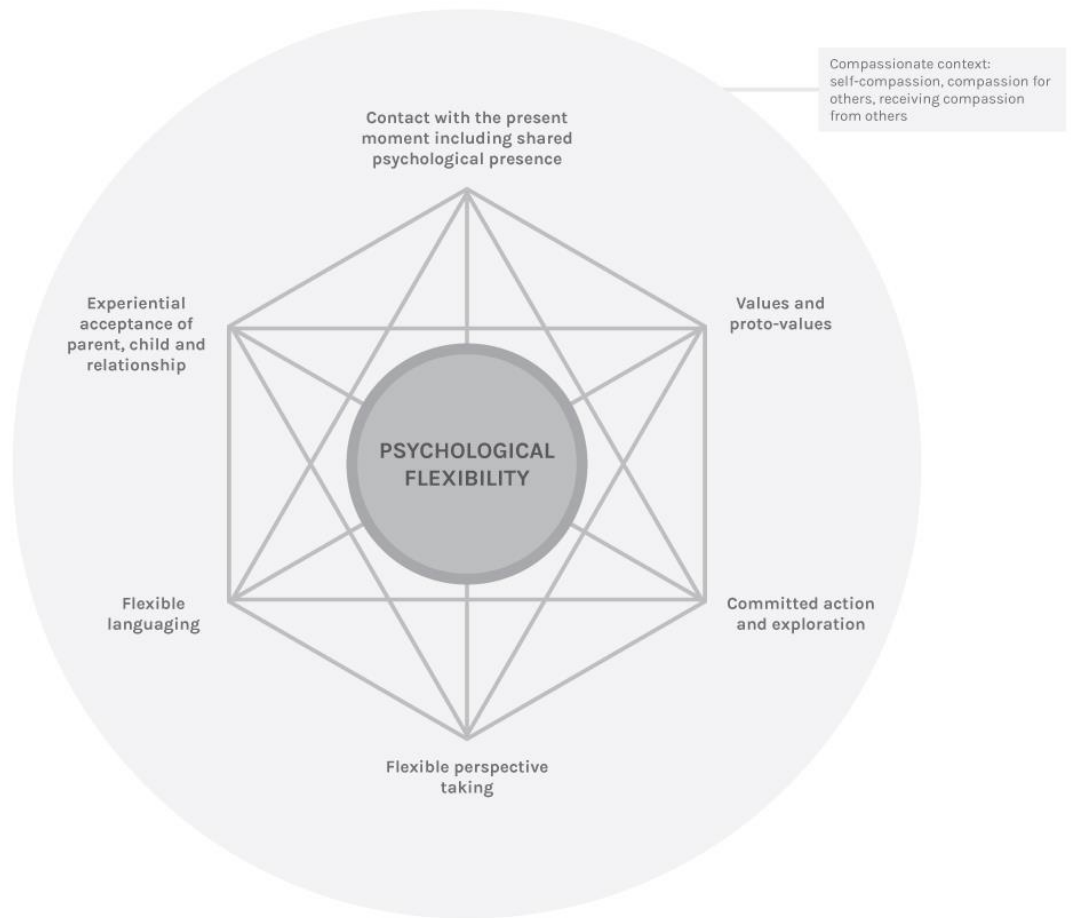 Compassionate context:
self-compassion, compassion for
others, receiving compassion
from others
Contact with the present
moment including shared
psychological presence
Experiential
acceptance of
parent, child and
relationship
Values and
proto-values
PSYCHOLOGICAL
FLEXIBILITY
Flexible
languaging
Committed action
and exploration
Flexible perspective
taking